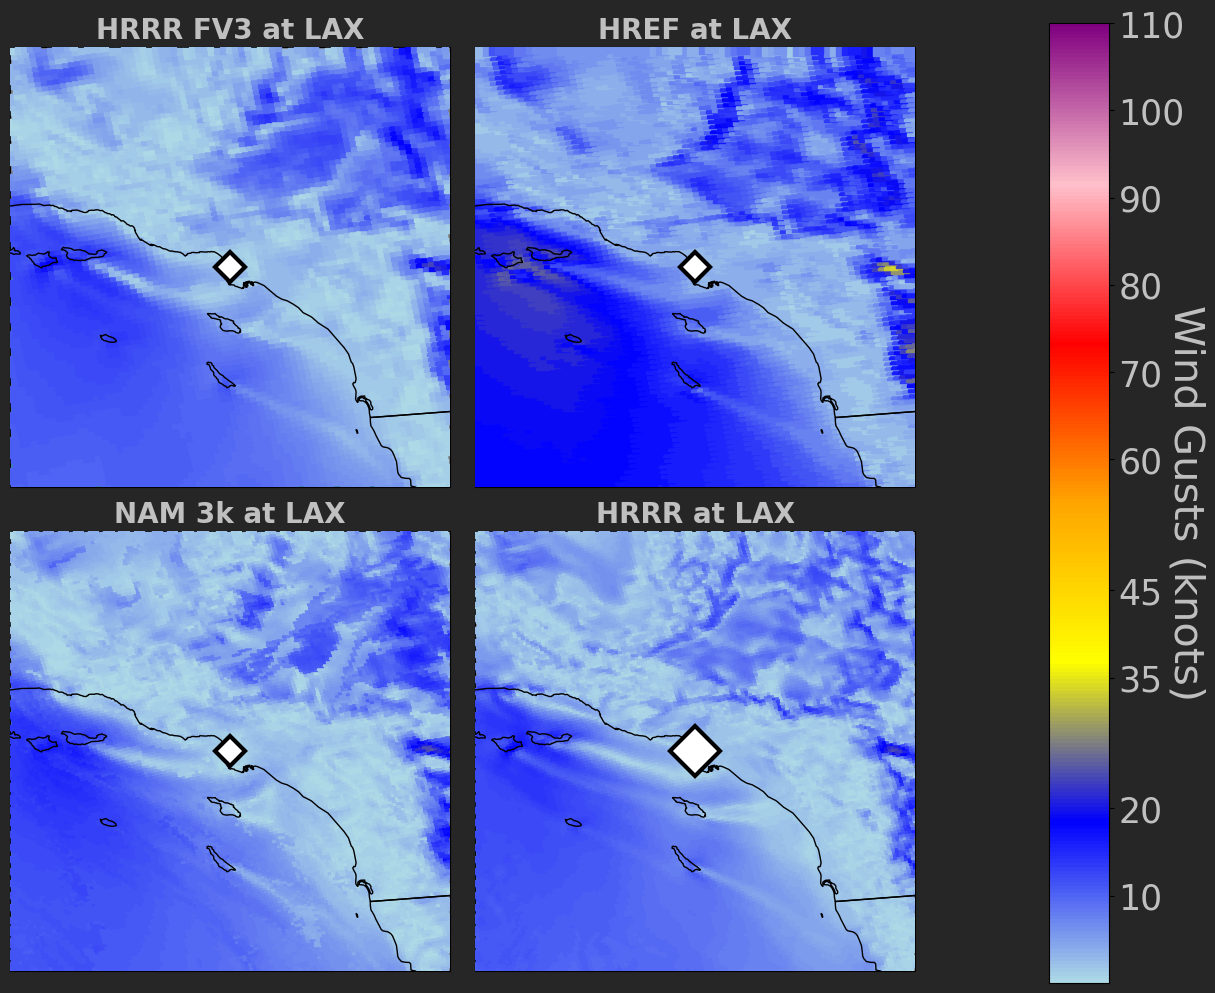 HRRR FV3 at LAX
HREF at LAX
NAM 3k at LAX
HRRR at LAX
110
100
90
80
70
60
45
35
20
10
Wind Gusts (knots)